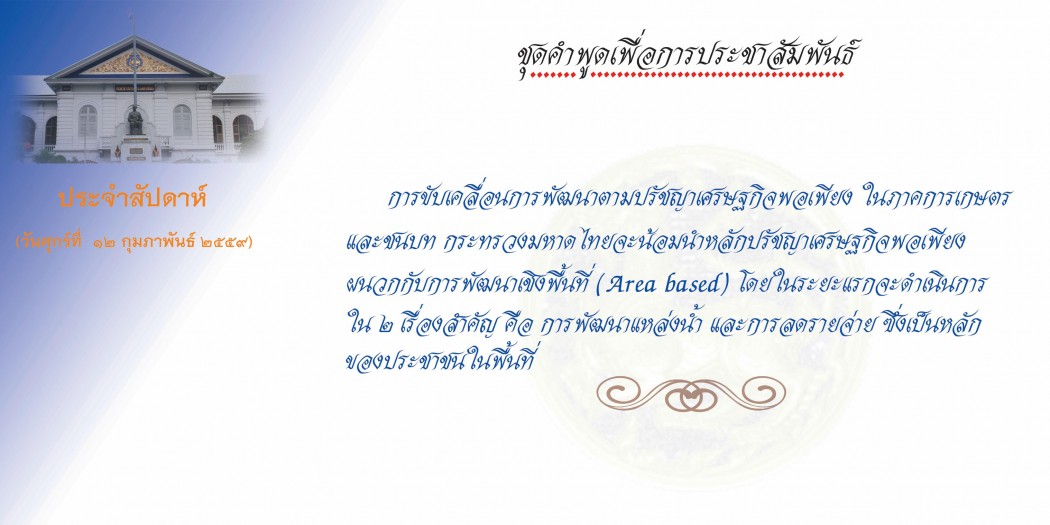 ชุดคำพูดเพื่อการประชาสัมพันธ์
ประจำสัปดาห์
(วันศุกร์ที่ ๑๒ กุมภาพันธ์ ๒๕๕๙)
การขับเคลื่อนการพัฒนาตามปรัชญาเศรษฐกิจพอเพียง ในภาคการเกษตร
และชนบท กระทรวงมหาดไทยจะน้อมนำหลักปรัชญาเศรษฐกิจพอเพียง
ผนวกกับการพัฒนาเชิงพื้นที่ (Area based) โดยในระยะแรกจะดำเนินการ
ใน ๒ เรื่องสำคัญ คือ การพัฒนาแหล่งน้ำ และการลดรายจ่าย ซึ่งเป็นหลัก
ของประชาชนในพื้นที่